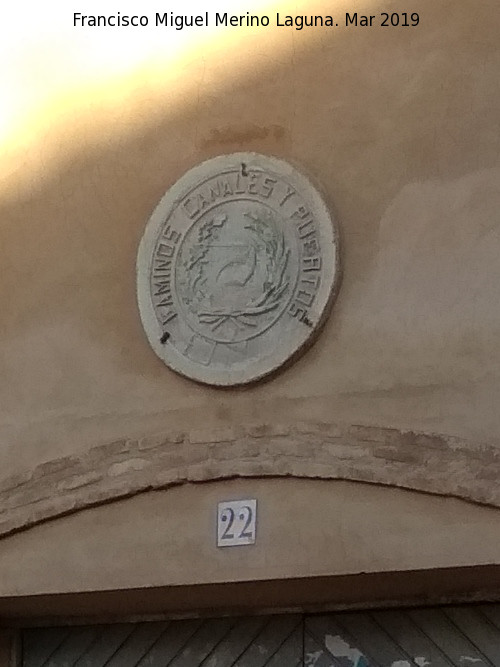 Francisco Miguel Merino Laguna. Mar 2019
KAMINOS CANALES Y PUERTOS
22